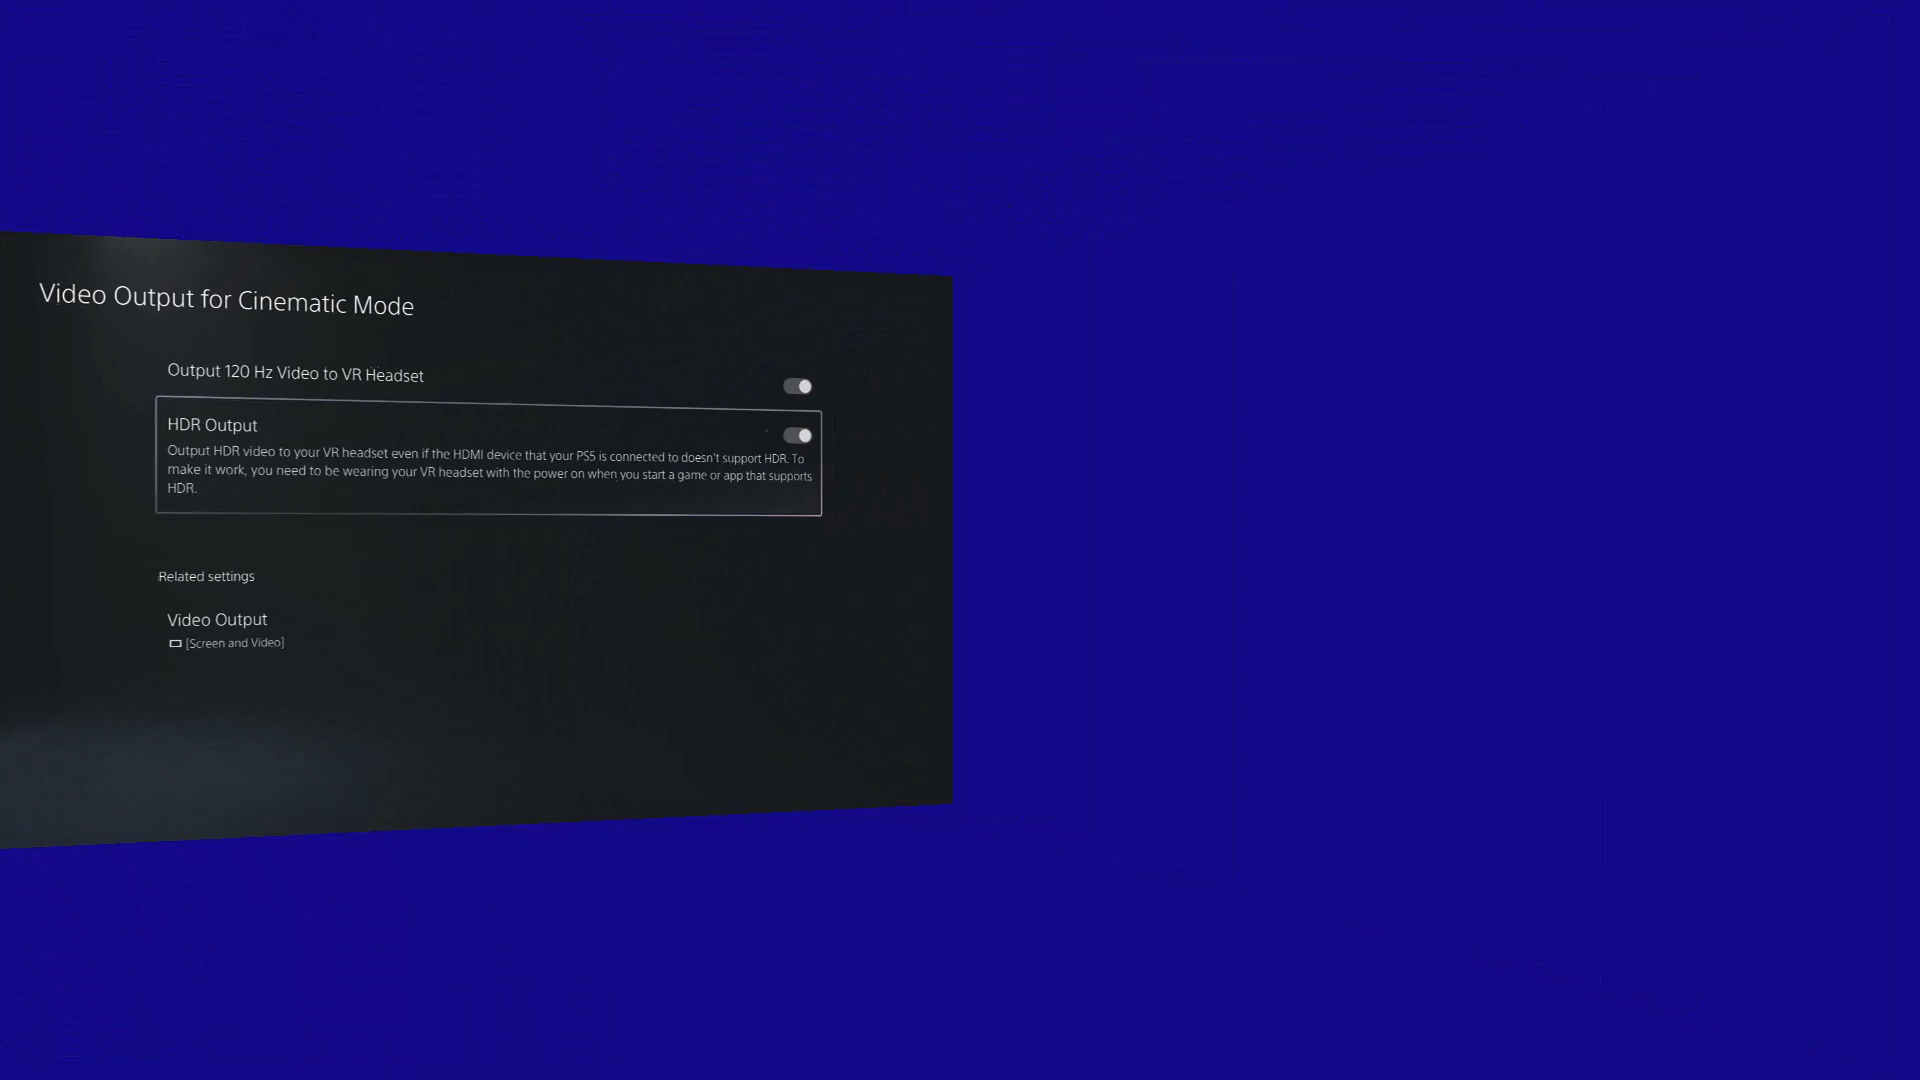 Video Output for Cinematic Mode
Output 120 Hz Video to VR Headset
HDR Output
Output HDR video to your VR headset even if the HDMI device that your PS5 is connected to doesn't support HDR. To
make it work, you need to be wearing your VR headset with the power on when you start a game or app that supports
HDR.
Related settings
Video Output
[Screen and Video]